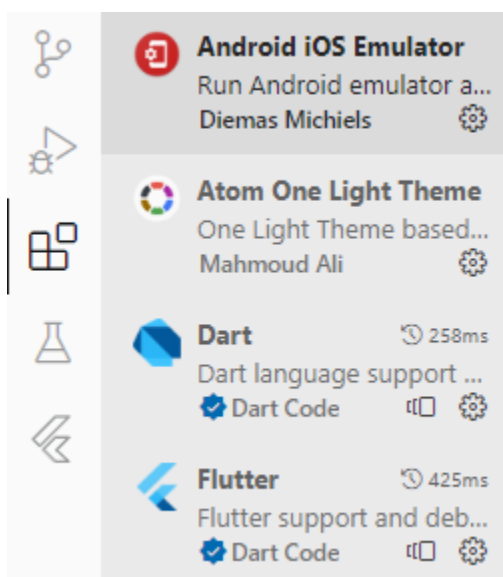 Android iOS Emulator
Run Android emulator a...
Diemas Michiels
Atom One Light Theme
One Light Theme based...
Mahmoud Ali
Dart 258ms
Dart language support ...
Dart Code
Flutter 425ms
Flutter support and deb...
Dart Code